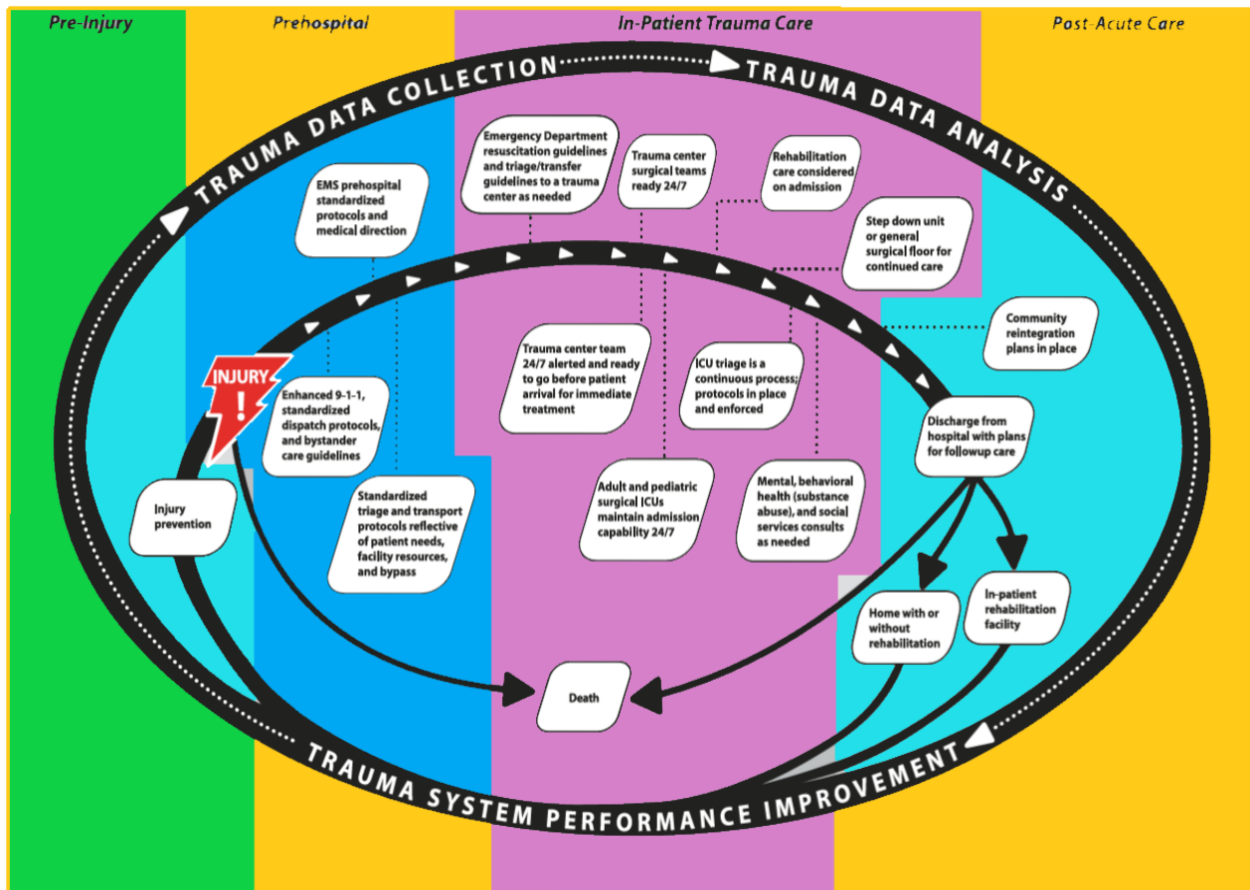 Pre-Injury
Prehospital
In-Patient Trauma Care
Post-Acute Care
TRAUMA DATA COLLECTION
TRAUMA DATA ANALYSIS
TRAUMA SYSTEM PERFORMANCE IMPROVEMENT
EMS prehospital
standardized
protocols and
medical direction
Emergency Department
resuscitation guidelines
and triage/transfer
guidelines to a trauma
center as needed
Trauma center
surgical teams
ready 24/7
Rehabilitation
care considered
on admission
Step down unit
or general
surgical floor for
continued care
Community
reintegration
plans in place
INJURY
!
Enhanced 9-1-1,
standardized
dispatch protocols,
and bystander
care guidelines
Trauma center team
24/7 alerted and ready
to go before patient
arrival for immediate
treatment
ICU triage is a
continuous process;
protocols in place
and enforced
Discharge from
hospital with plans
for followup care
Injury
prevention
Standardized
triage and transport
protocols reflective
of patient needs,
facility resources,
and bypass
Adult and pediatric
surgical ICUs
maintain admission
capability 24/7
Mental, behavioral
health (substance
abuse), and social
services consults
as needed
Home with or
without
rehabilitation
In-patient
rehabilitation
facility
Death